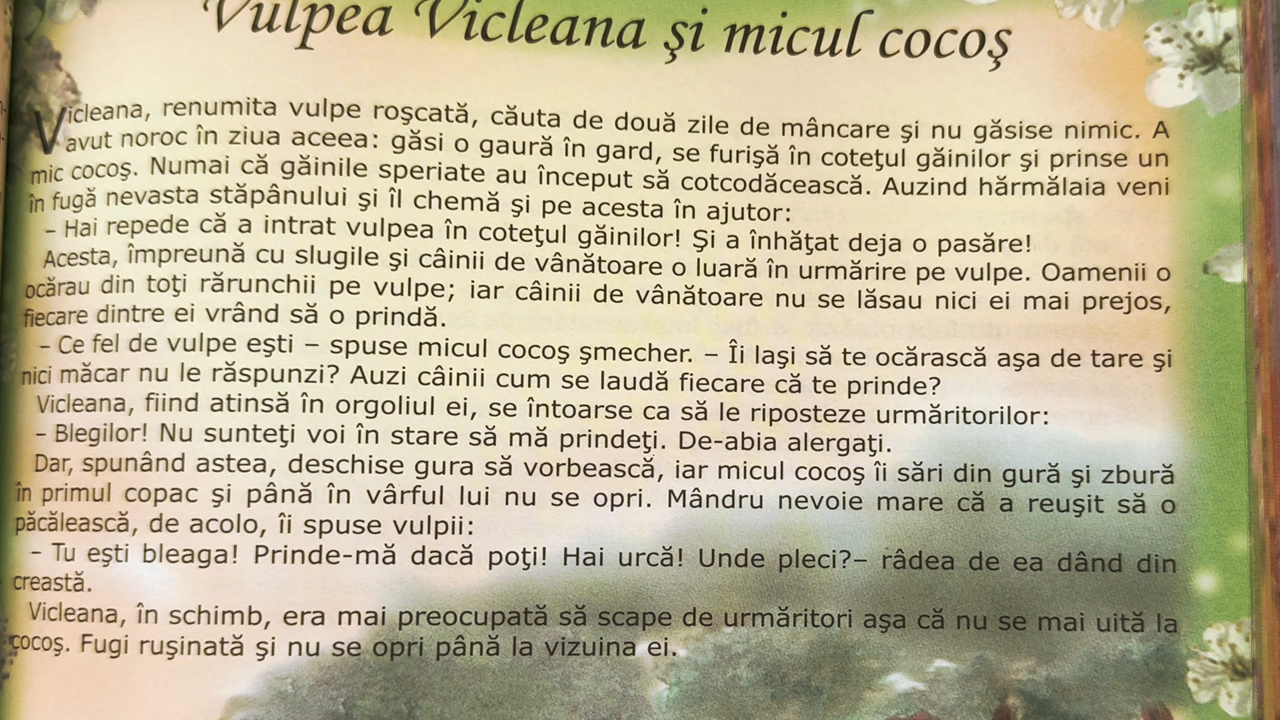 Vulpea Vicleana şi micul cocoş
Vicleana, renumita vulpe roşcată, căuta de două zile de mâncare şi nu găsise nimic. A
avut noroc în ziua aceea: găsi o gaură în gard, se furişă în coteţul găinilor şi prinse un
mic cocoş. Numai că găinile speriate au început să cotcodăcească. Auzind hărmălaia veni
în fugă nevasta stăpânului şi îl chemă şi pe acesta în ajutor:
– Hai repede că a intrat vulpea în coteţul găinilor! Şi a înhăţat deja o pasăre!
Acesta, împreună cu slugile şi câinii de vânătoare o luară în urmărire pe vulpe. Oamenii o
ocărau din toţi rărunchii pe vulpe; iar câinii de vânătoare nu se lăsau nici ei mai prejos,
fiecare dintre ei vrând să o prindă.
– Ce fel de vulpe eşti – spuse micul cocoş şmecher. – Îi laşi să te ocărască aşa de tare şi
nici măcar nu le răspunzi? Auzi câinii cum se laudă fiecare că te prinde?
Vicleana, fiind atinsă în orgoliul ei, se întoarse ca să le riposteze urmăritorilor:
– Blegilor! Nu sunteţi voi în stare să mă prindeţi. De-abia alergaţi.
Dar, spunând astea, deschise gura să vorbească, iar micul cocoş îi sări din gură şi zbură
în primul copac şi până în vârful lui nu se opri. Mândru nevoie mare că a reuşit să o
păcălească, de acolo, îi spuse vulpii:
– Tu eşti bleaga! Prinde-mă dacă poţi! Hai urcă! Unde pleci?– râdea de ea dând din
creastă.
Vicleana, în schimb, era mai preocupată să scape de urmăritori aşa că nu se mai uită la
cocoş. Fugi ruşinată şi nu se opri până la vizuina ei.